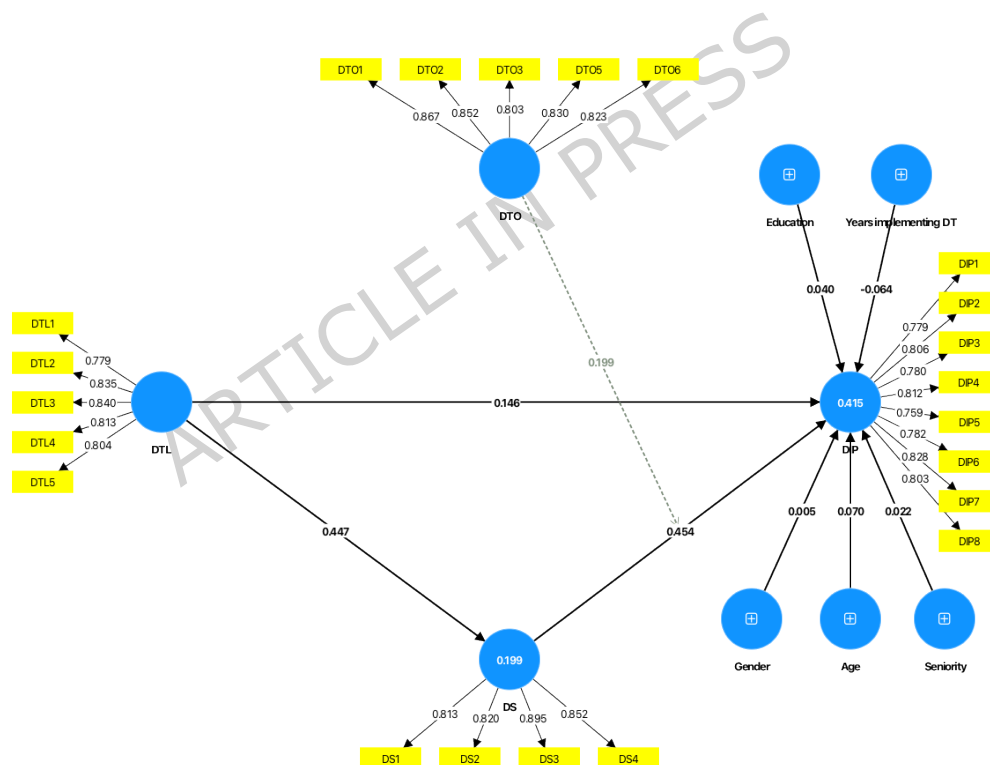 DTO1 DTO2 DTO3 DTO5 DTO6
0.867 0.852 0.803 0.830 0.823
DTO
ARTICLE IN PRESS
Education Years implementing DT
0.040 -0.064
DIP1
DIP2
DIP3
DIP4
DIP5
DIP6
DIP7
DIP8
0.779
0.806
0.780
0.812
0.759
0.782
0.828
0.803
DTL1
DTL2
DTL3
DTL4
DTL5
0.779
0.835
0.840
0.813
0.804
DTL
0.199
0.146
0.415
DIP
0.447
0.454
0.005 0.070 0.022
Gender Age Seniority
0.199
DS
0.813 0.820 0.895 0.852
DS1 DS2 DS3 DS4